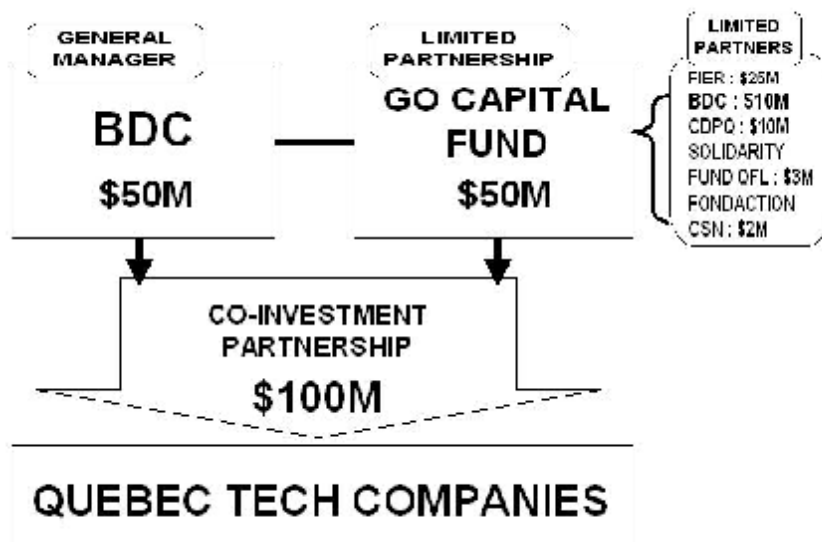 GENERAL
MANAGER
BDC
$50M
LIMITED
PARTNERSHIP
GO CAPITAL
FUND
$50M
LIMITED
PARTNERS
FIER : $25M
BDC : $10M
CDPQ : $10M
SOLIDARITY
FUND QFL : $3M
FONDACTION
CSN : $2M
CO-INVESTMENT
PARTNERSHIP
$100M
QUEBEC TECH COMPANIES